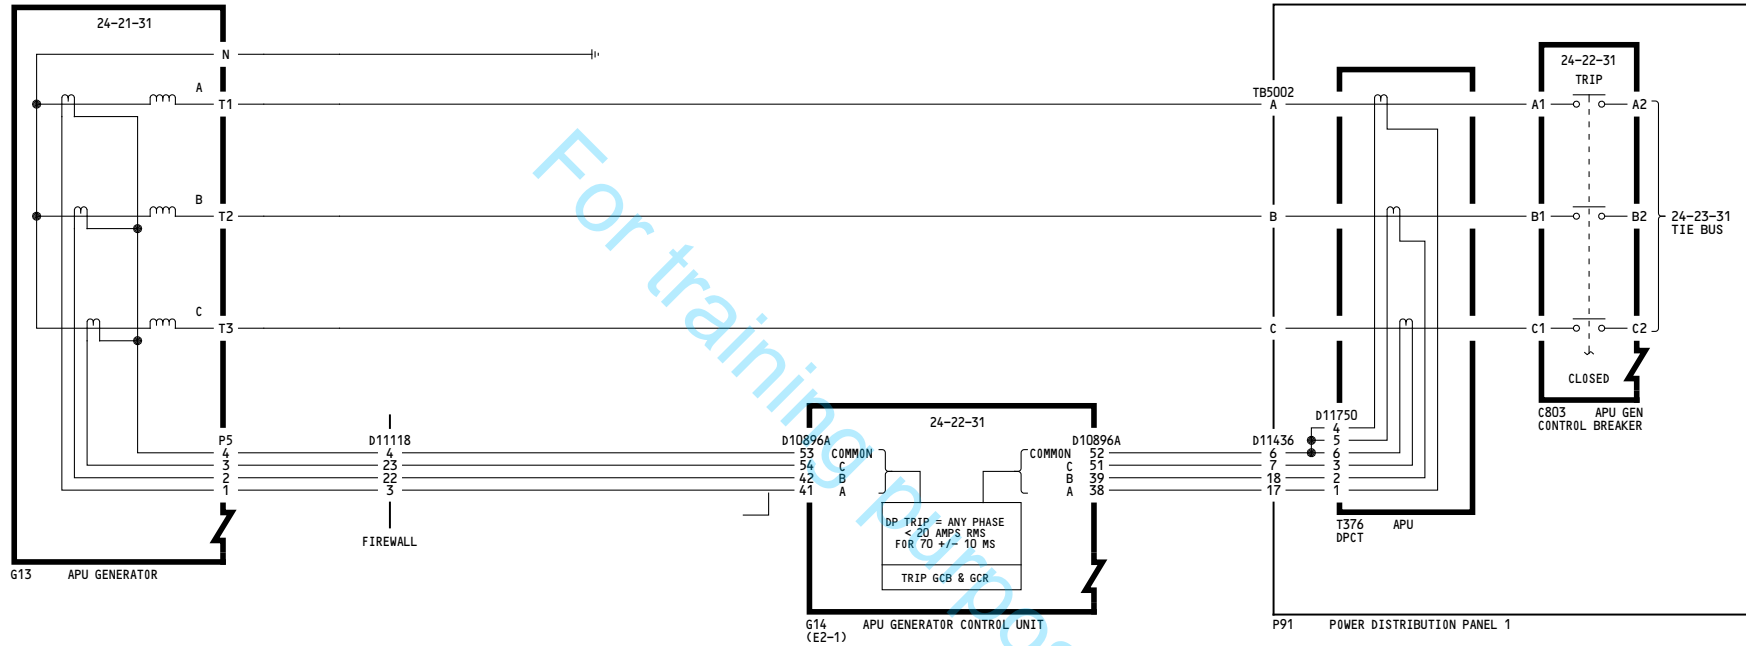 24-21-31
N
A
T1
B
T2
C
T3
P5
4
3
2
1
G13 APU GENERATOR
D11118
4
23
22
3
FIREWALL
24-22-31
D10896A
53 COMMON
54 C
42 B
41 A
D10896A
COMMON 52
C 51
B 39
A 38
DP TRIP = ANY PHASE
< 20 AMPS RMS
FOR 70 +/- 10 MS
TRIP GCB & GCR
G14 APU GENERATOR CONTROL UNIT
(E2-1)
TB5002
A
B
C
D11436
6
7
18
17
D11750
4
5
6
3
2
1
T376 APU
DPCT
24-22-31
TRIP
A1 A2
B1 B2
C1 C2
CLOSED
C803 APU GEN
CONTROL BREAKER
24-23-31
TIE BUS
P91 POWER DISTRIBUTION PANEL 1
For training purpo